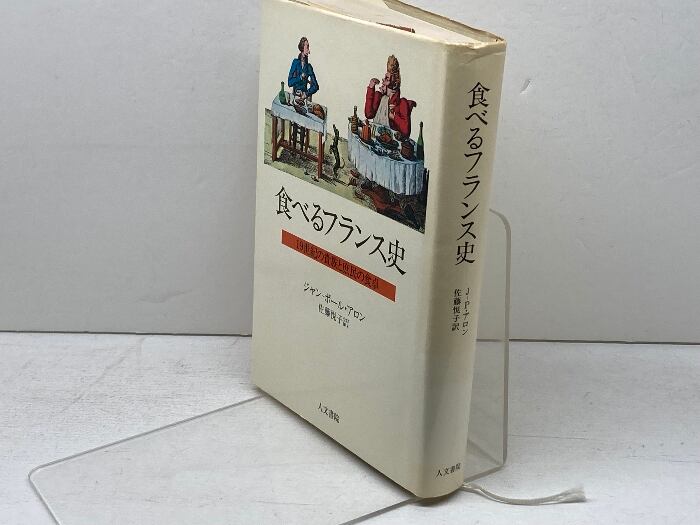 食べるフランス史
19世紀の貴族と庶民の食卓
ジャン-ポール・アロン
佐藤悦子訳
人文書院
食べるフランス史
J-P・アロン
佐藤悦子訳
人文書院